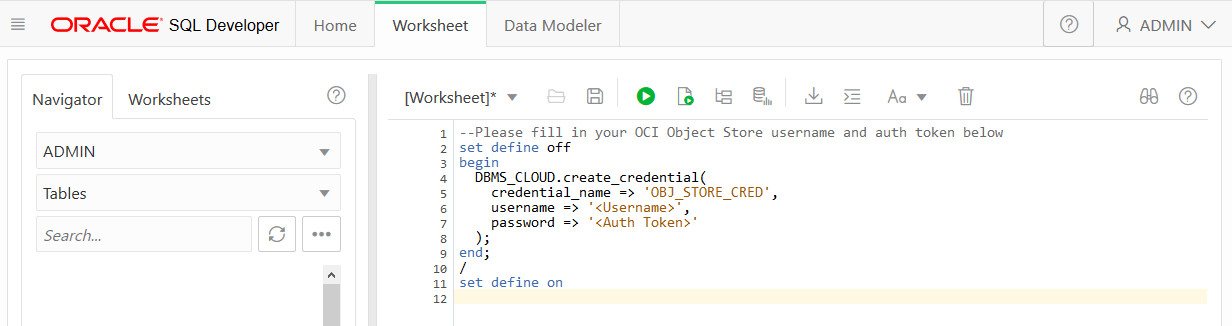 ORACLE SQL Developer Home Worksheet Data Modeler ADMIN
Navigator Worksheets
ADMIN
Tables
Search...
[Worksheet]* Aa
1 --Please fill in your OCI Object Store username and auth token below
2 set define off
3 begin
4 DBMS_CLOUD.create_credential(
5 credential_name => 'OBJ_STORE_CRED',
6 username => '<Username>',
7 password => '<Auth Token>'
8 );
9 end;
10 /
11 set define on
12